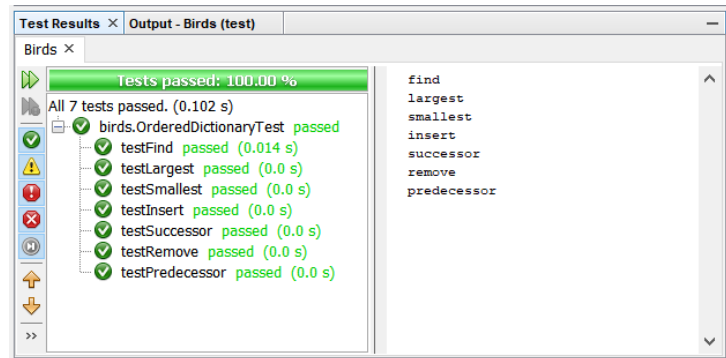 Test Results × Output - Birds (test)
Birds ×
Tests passed: 100.00 %
All 7 tests passed. (0.102 s)
birds.OrderedDictionaryTest passed
testFind passed (0.014 s)
testLargest passed (0.0 s)
testSmallest passed (0.0 s)
testInsert passed (0.0 s)
testSuccessor passed (0.0 s)
testRemove passed (0.0 s)
testPredecessor passed (0.0 s)
>>
find
largest
smallest
insert
successor
remove
predecessor